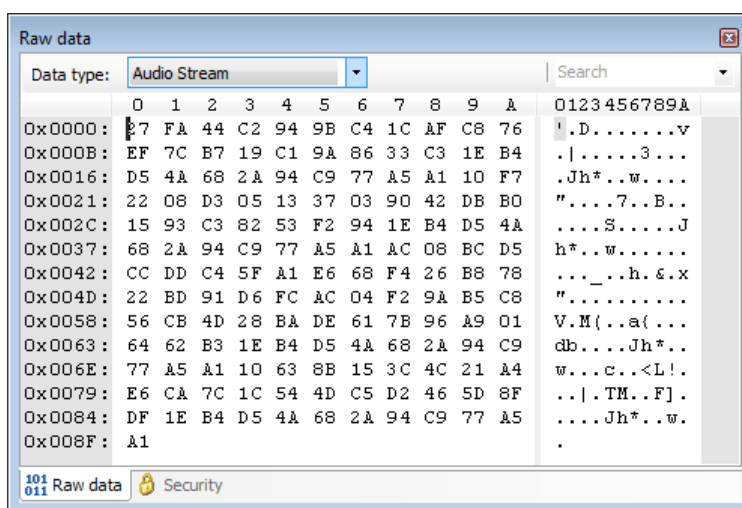 Raw data
Data type: Audio Stream Search
0 1 2 3 4 5 6 7 8 9 A 0123456789A
0x0000: 27 FA 44 C2 94 9B C4 1C AF C8 76 '.D.......v
0x000B: EF 7C B7 19 C1 9A 86 33 C3 1E B4 .|.....3...
0x0016: D5 4A 68 2A 94 C9 77 A5 A1 10 F7 .Jh*..w....
0x0021: 22 08 D3 05 13 37 03 90 42 DB B0 "....7..B..
0x002C: 15 93 C3 82 53 F2 94 1E B4 D5 4A ....S.....J
0x0037: 68 2A 94 C9 77 A5 A1 AC 08 BC D5 h*..w......
0x0042: CC DD C4 5F A1 E6 68 F4 26 B8 78 ..._..h.&.x
0x004D: 22 BD 91 D6 FC AC 04 F2 9A B5 C8 "..........
0x0058: 56 CB 4D 28 BA DE 61 7B 96 A9 01 V.M(..a{...
0x0063: 64 62 B3 1E B4 D5 4A 68 2A 94 C9 db....Jh*..
0x006E: 77 A5 A1 10 63 8B 15 3C 4C 21 A4 w...c..<L!.
0x0079: E6 CA 7C 1C 54 4D C5 D2 46 5D 8F ..|.TM..F].
0x0084: DF 1E B4 D5 4A 68 2A 94 C9 77 A5 ....Jh*..w.
0x008F: A1 .
101 011 Raw data Security